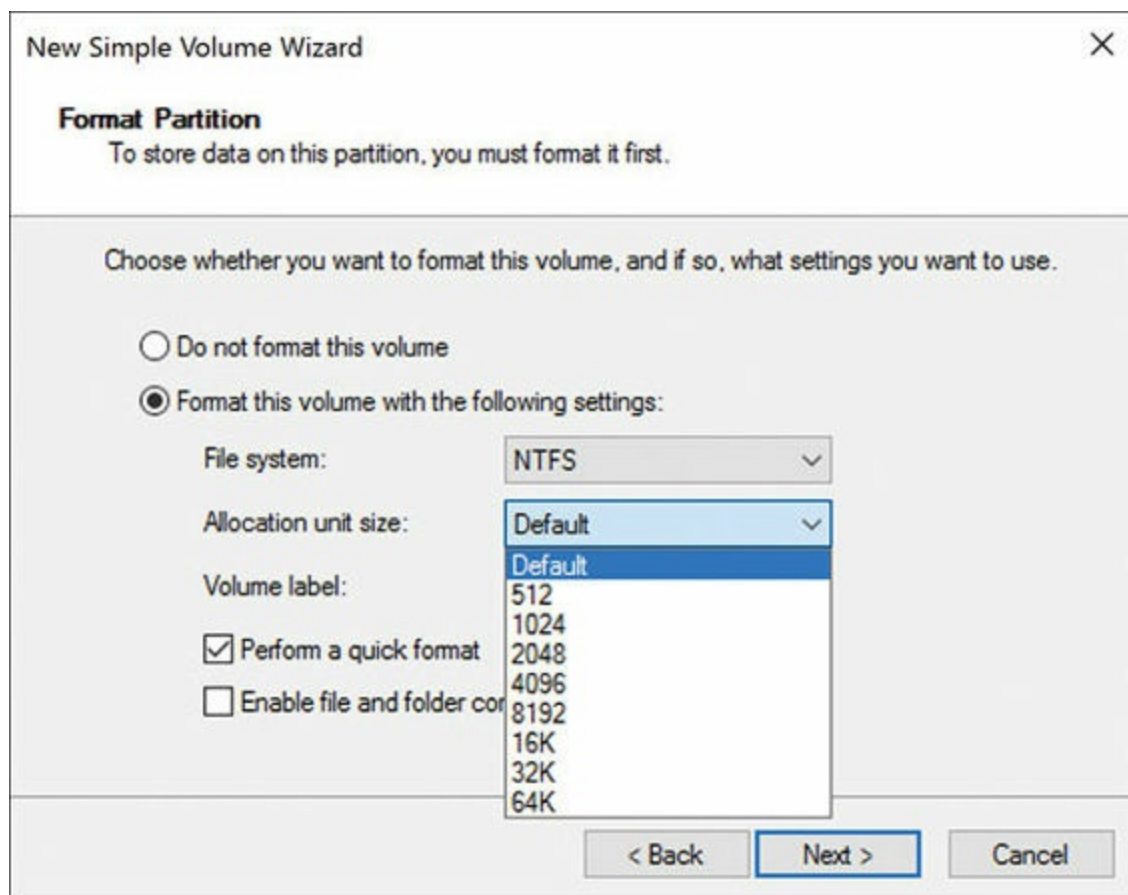 New Simple Volume Wizard
Format Partition
To store data on this partition, you must format it first.
Choose whether you want to format this volume, and if so, what settings you want to use.
Do not format this volume
Format this volume with the following settings:
File system: NTFS
Allocation unit size: Default
Default
Volume label:
512
1024
Perform a quick format
2048
4096
Enable file and folder
8192
16K
32K
64K
< Back Next > Cancel